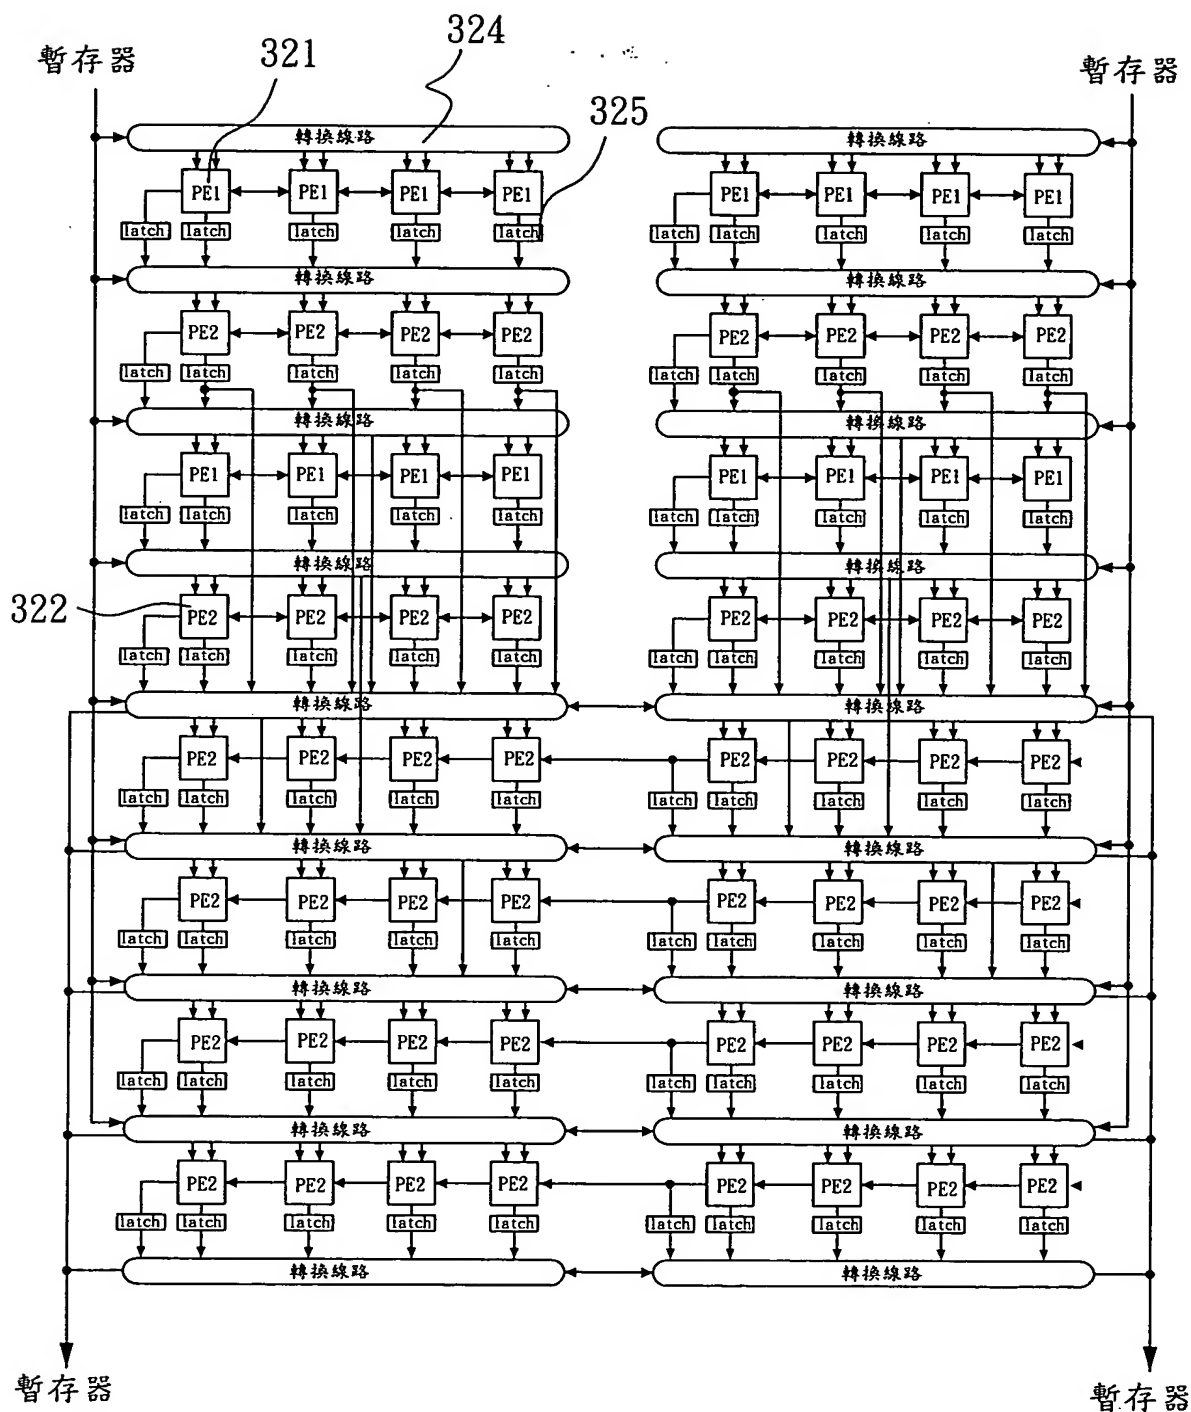 324
321
暫存器
暫存器
325
轉換線路 轉換線路
PE1 PE1 PE1 PE1 PE1 PE1 PE1 PE1
latch latch latch latch latch latch latch latch latch latch
轉換線路 轉換線路
PE2 PE2 PE2 PE2 PE2 PE2 PE2 PE2
latch latch latch latch latch latch latch latch latch latch
轉換線路 轉換線路
PE1 PE1 PE1 PE1 PE1 PE1 PE1 PE1
latch latch latch latch latch latch latch latch latch latch
轉換線路 轉換線路
322
PE2 PE2 PE2 PE2 PE2 PE2 PE2 PE2
latch latch latch latch latch latch latch latch latch latch
轉換線路 轉換線路
PE2 PE2 PE2 PE2 PE2 PE2 PE2 PE2
latch latch latch latch latch latch latch latch latch latch
轉換線路 轉換線路
PE2 PE2 PE2 PE2 PE2 PE2 PE2 PE2
latch latch latch latch latch latch latch latch latch latch
轉換線路 轉換線路
PE2 PE2 PE2 PE2 PE2 PE2 PE2 PE2
latch latch latch latch latch latch latch latch latch latch
轉換線路 轉換線路
PE2 PE2 PE2 PE2 PE2 PE2 PE2 PE2
latch latch latch latch latch latch latch latch latch latch
轉換線路 轉換線路
暫存器
暫存器